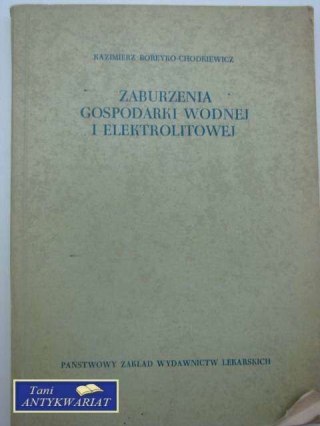 KAZIMIERZ BOREYKO-CHODKIEWICZ
ZABURZENIA
GOSPODARKI WODNEJ
I ELEKTROLITOWEJ
PAŃSTWOWY ZAKŁAD WYDAWNICTW LEKARSKICH
Tani
ANTYKWARIAT